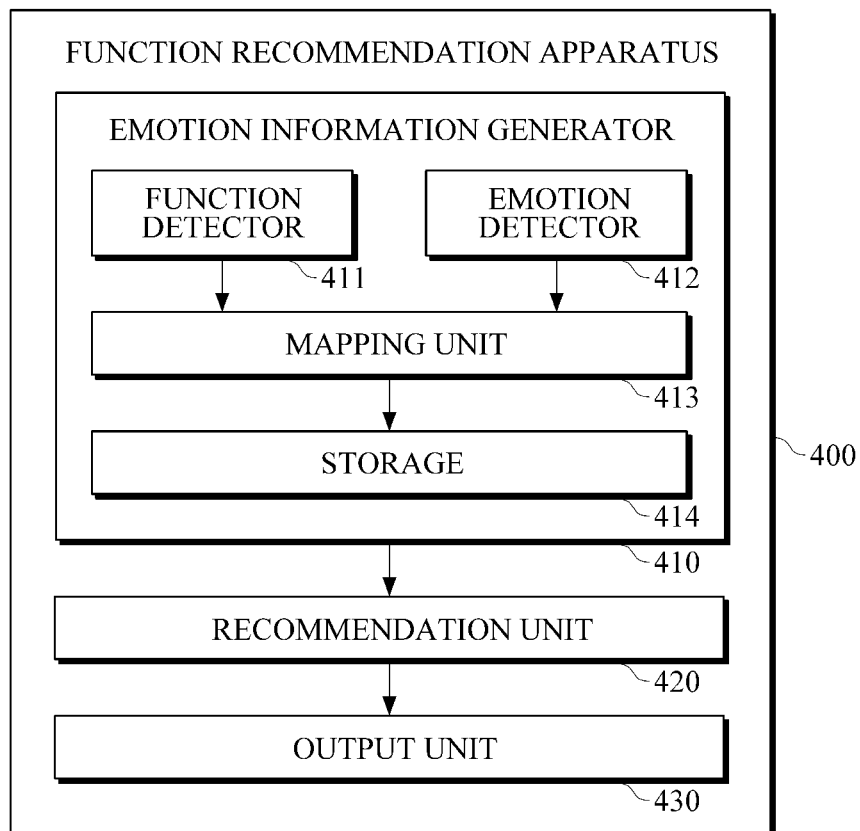 FUNCTION RECOMMENDATION APPARATUS
EMOTION INFORMATION GENERATOR
FUNCTION
DETECTOR
411
EMOTION
DETECTOR
412
MAPPING UNIT
413
STORAGE
414
410
400
RECOMMENDATION UNIT
420
OUTPUT UNIT
430